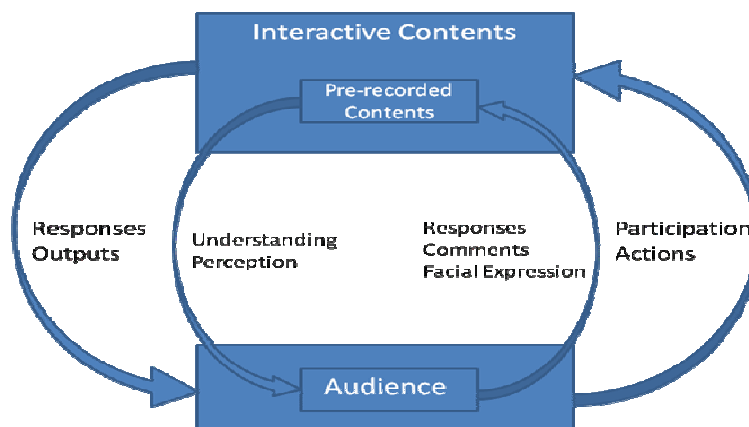 Interactive Contents
Pre-recorded
Contents
Responses
Outputs
Understanding
Perception
Responses
Comments
Facial Expression
Participation
Actions
Audience